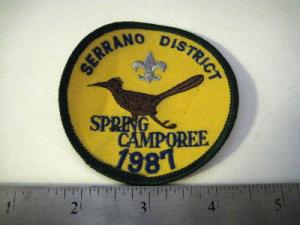 SERRANO DISTRICT
SPRING
CAMPOREE
1987
1 2 3 4 5